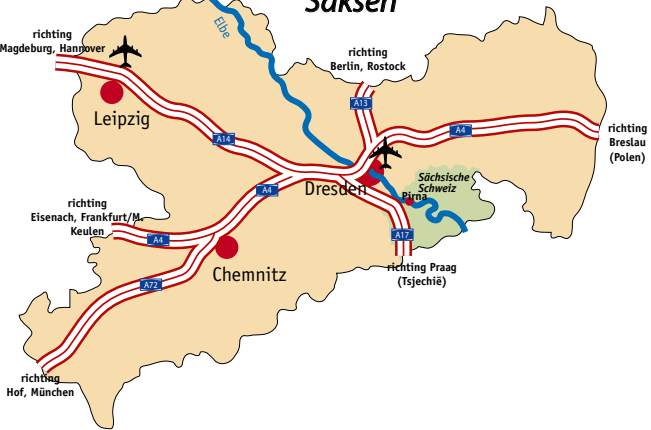 Saksen
Elbe
richting
Magdeburg, Hannover
richting
Berlin, Rostock
Leipzig
A13
A14
A4
richting
Breslau
(Polen)
Sächsische
Schweiz
Dresden
Pirna
A4
richting
Eisenach, Frankfurt/M.
Keulen
A4
A17
Chemnitz
richting Praag
(Tsjechië)
A72
richting
Hof, München